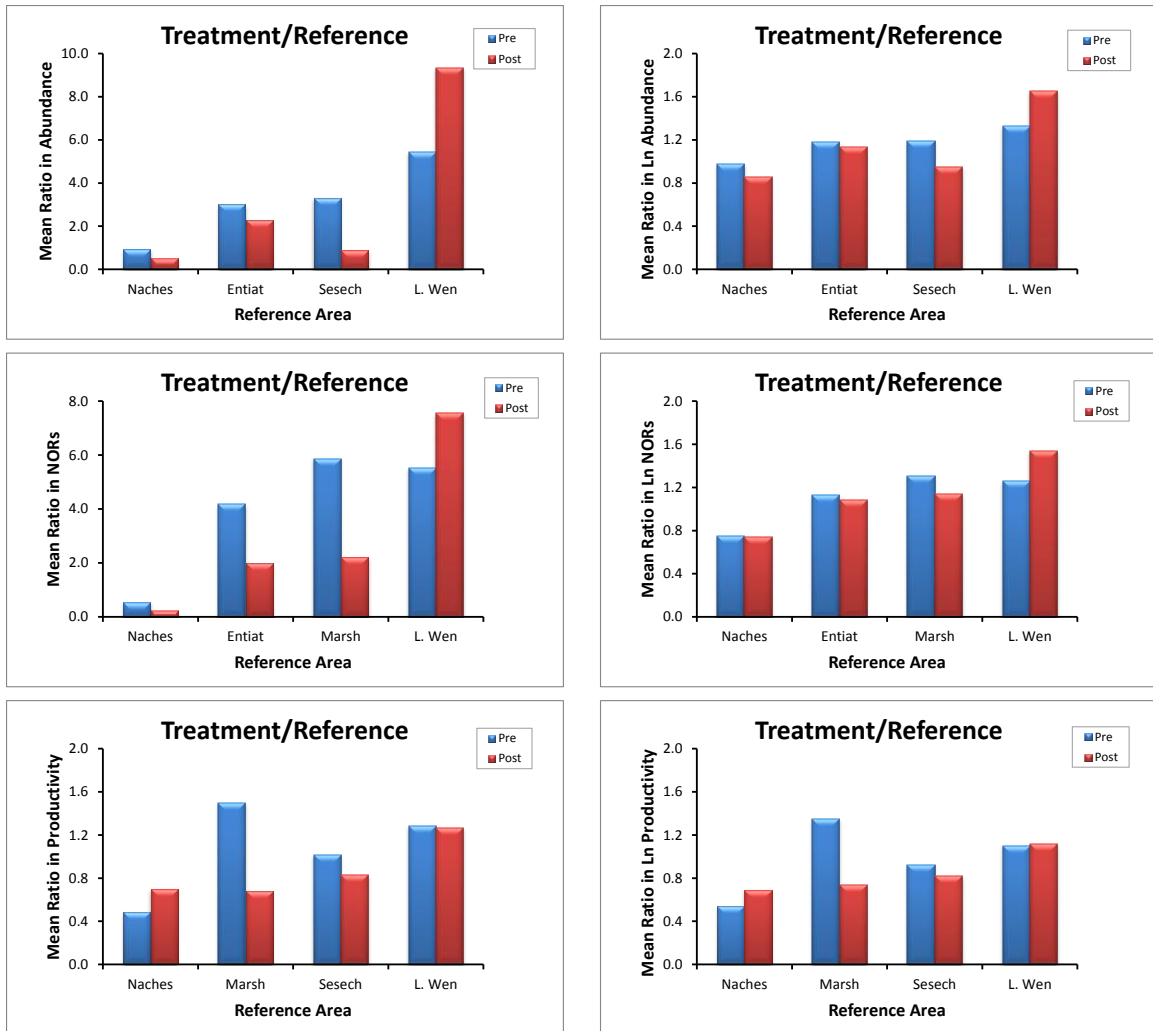 Treatment/Reference
Pre
Post
Mean Ratio in Abundance
10.0
8.0
6.0
4.0
2.0
0.0
Naches Entiat Sesech L. Wen
Reference Area
Treatment/Reference
Pre
Post
Mean Ratio in Ln Abundance
2.0
1.6
1.2
0.8
0.4
0.0
Naches Entiat Sesech L. Wen
Reference Area
Treatment/Reference
Pre
Post
Mean Ratio in NORs
8.0
6.0
4.0
2.0
0.0
Naches Entiat Marsh L. Wen
Reference Area
Treatment/Reference
Pre
Post
Mean Ratio in Ln NORs
2.0
1.6
1.2
0.8
0.4
0.0
Naches Entiat Marsh L. Wen
Reference Area
Treatment/Reference
Pre
Post
Mean Ratio in Productivity
2.0
1.6
1.2
0.8
0.4
0.0
Naches Marsh Sesech L. Wen
Reference Area
Treatment/Reference
Pre
Post
Mean Ratio in Ln Productivity
2.0
1.6
1.2
0.8
0.4
0.0
Naches Marsh Sesech L. Wen
Reference Area